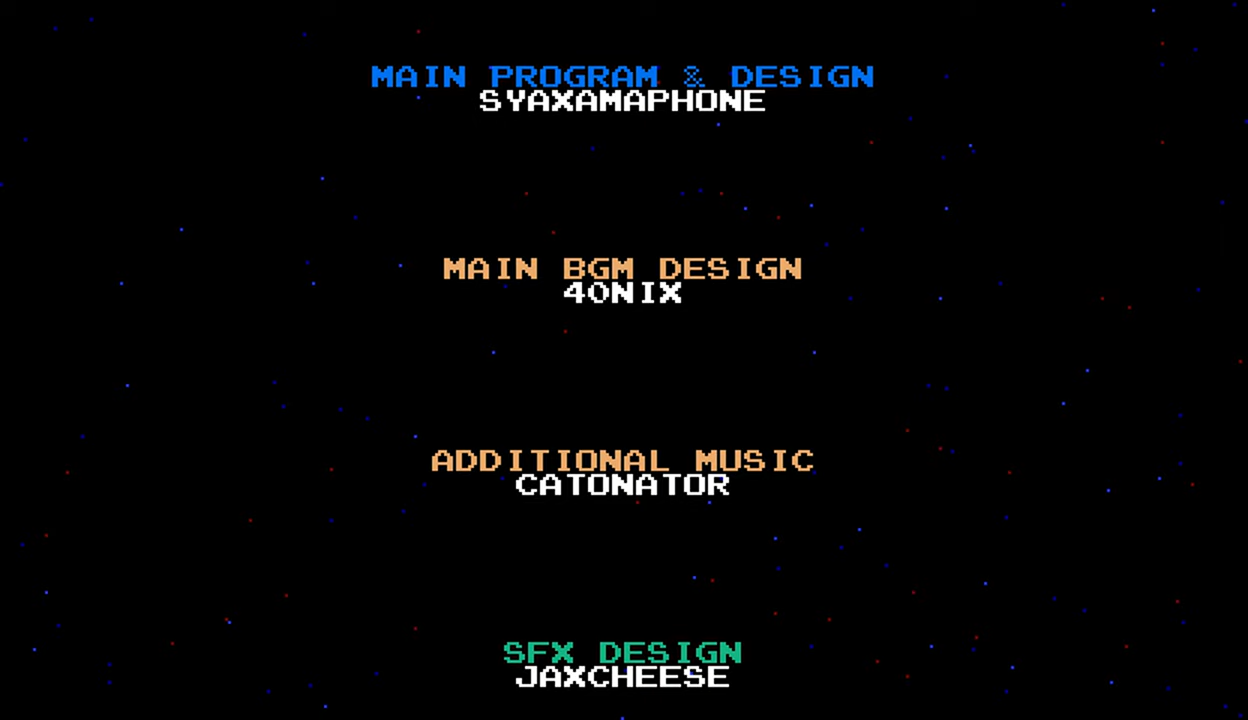 MAIN PROGRAM & DESIGN
SYAXAMAPHONE
MAIN BGM DESIGN
40NIX
ADDITIONAL MUSIC
CATONATOR
SFX DESIGN
JAXCHEESE